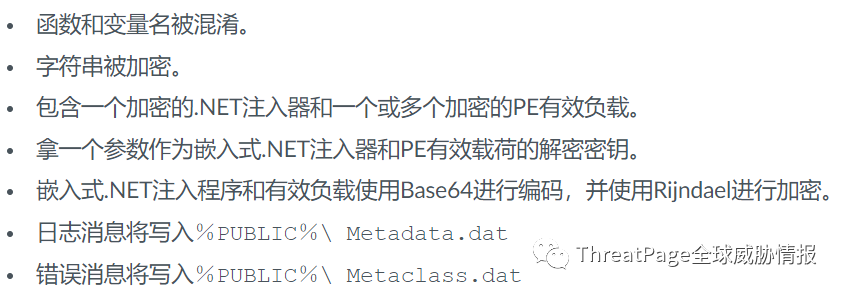 • 函数和变量名被混淆。
• 字符串被加密。
• 包含一个加密的.NET注入器和一个或多个加密的PE有效负载。
• 拿一个参数作为嵌入式.NET注入器和PE有效载荷的解密密钥。
• 嵌入式.NET注入程序和有效负载使用Base64进行编码，并使用Rijndael进行加密。
• 日志消息将写入%PUBLIC%\ Metadata.dat
• 错误消息将写入%PUBLIC%\ Metaclass.dat
ThreatPage全球威胁情报